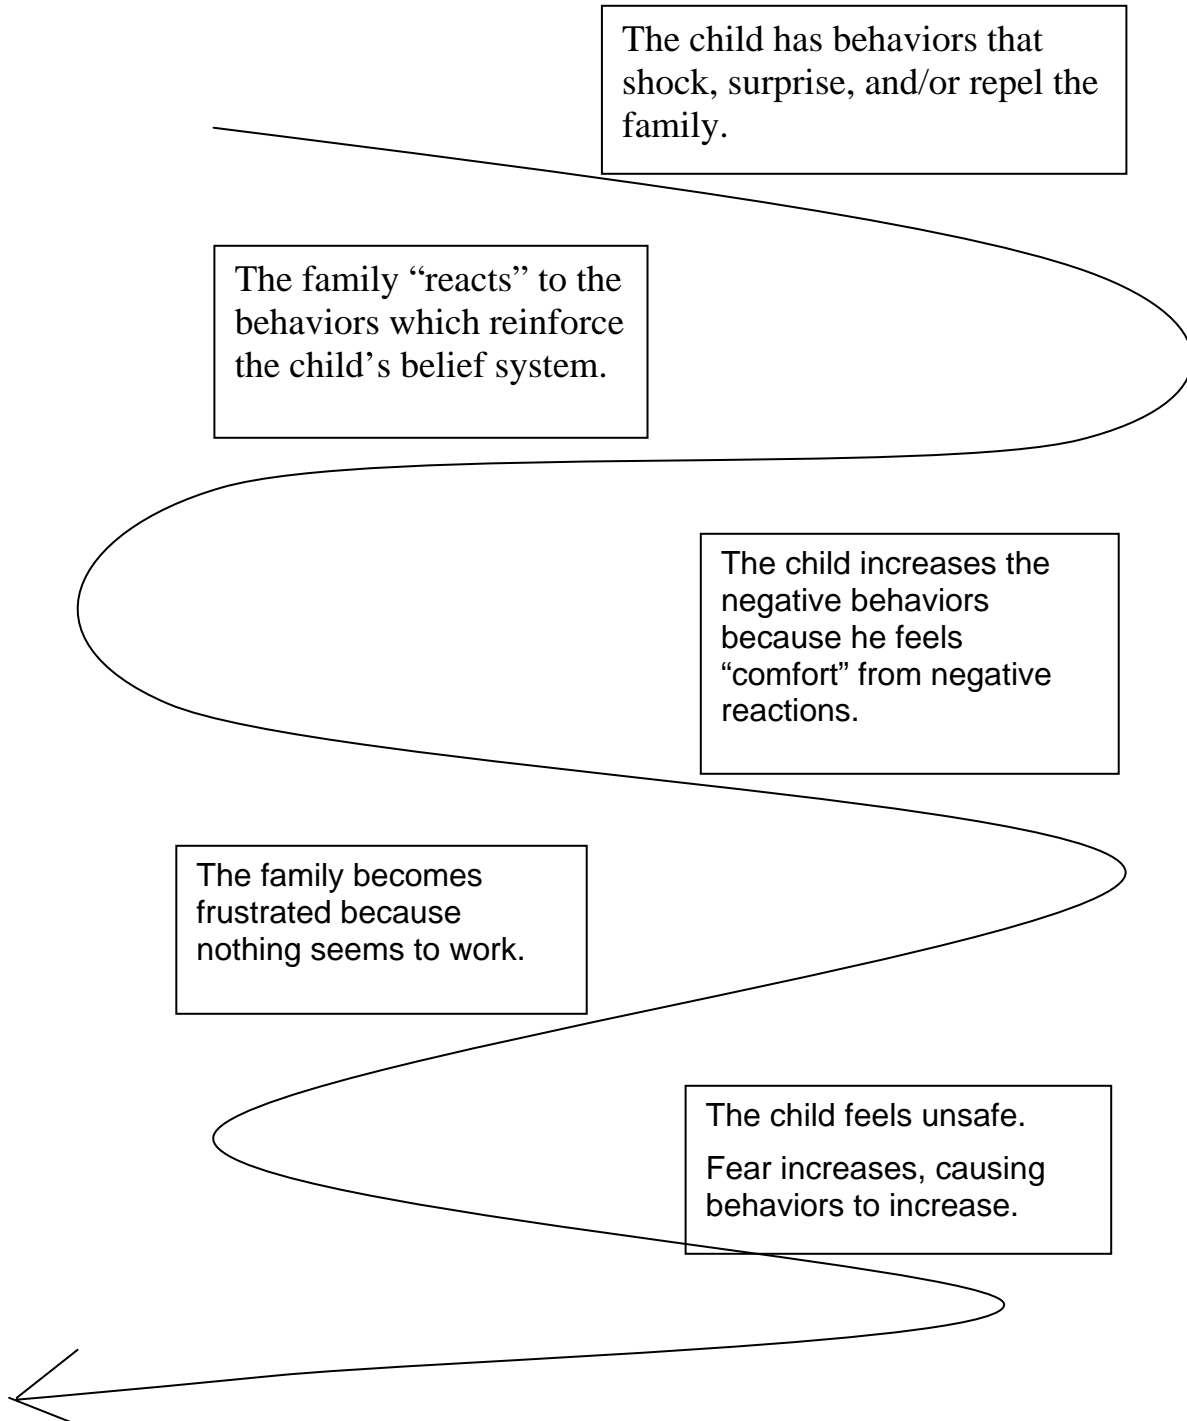 The child has behaviors that
shock, surprise, and/or repel the
family.
The family “reacts” to the
behaviors which reinforce
the child’s belief system.
The child increases the
negative behaviors
because he feels
“comfort” from negative
reactions.
The family becomes
frustrated because
nothing seems to work.
The child feels unsafe.
Fear increases, causing
behaviors to increase.